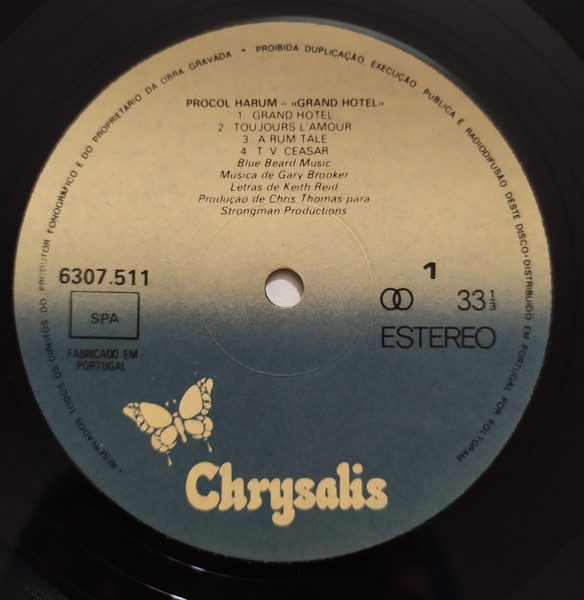 • RESERVADOS TODOS OS DIREITOS DO PRODUTOR FONOGRÁFICO E DO PROPRIETÁRIO DA OBRA GRAVADA • PROIBIDA DUPLICAÇÃO, EXECUÇÃO PÚBLICA E RADIODIFUSÃO DESTE DISCO • DISTRIBUIDO EM PORTUGAL POR POLYGRAM
PROCOL HARUM – «GRAND HOTEL»
1. GRAND HOTEL
2. TOUJOURS L'AMOUR
3. A RUM TALE
4. T. V. CEASAR
Blue Beard Music
Musica de Gary Brooker
Letras de Keith Reid
Produção de Chris Thomas para
Strongman Productions
6307.511
SPA
FABRICADO EM
PORTUGAL
1
33 1/3
ESTEREO
Chrysalis